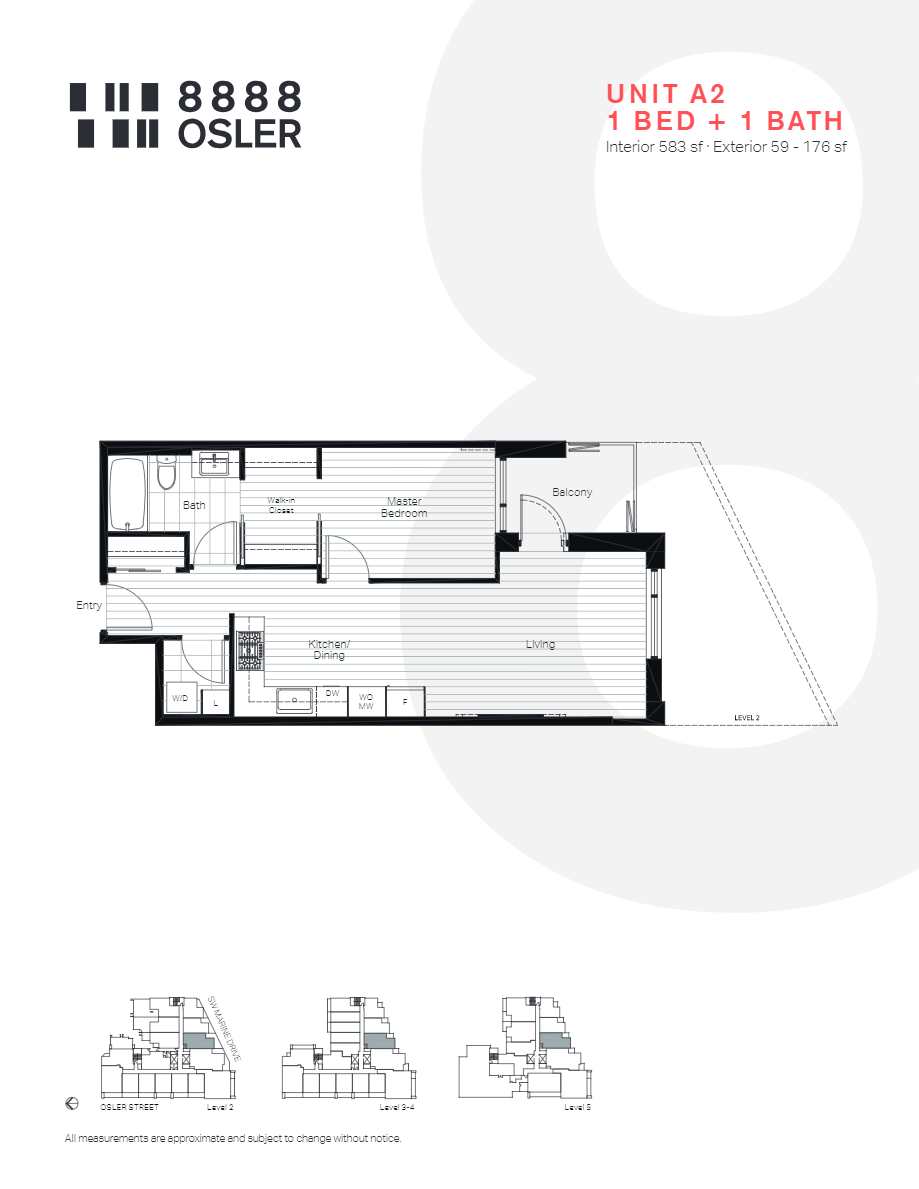 8888
OSLER
UNIT A2
1 BED + 1 BATH
Interior 583 sf · Exterior 59 - 176 sf
8
Balcony
Bath
Walk-in
Closet
Master
Bedroom
Entry
Kitchen/
Dining
Living
W/D
L
DW
WO
MW
F
LEVEL 2
SW MARINE DRIVE
OSLER STREET
Level 2
Level 3-4
Level 5
All measurements are approximate and subject to change without notice.